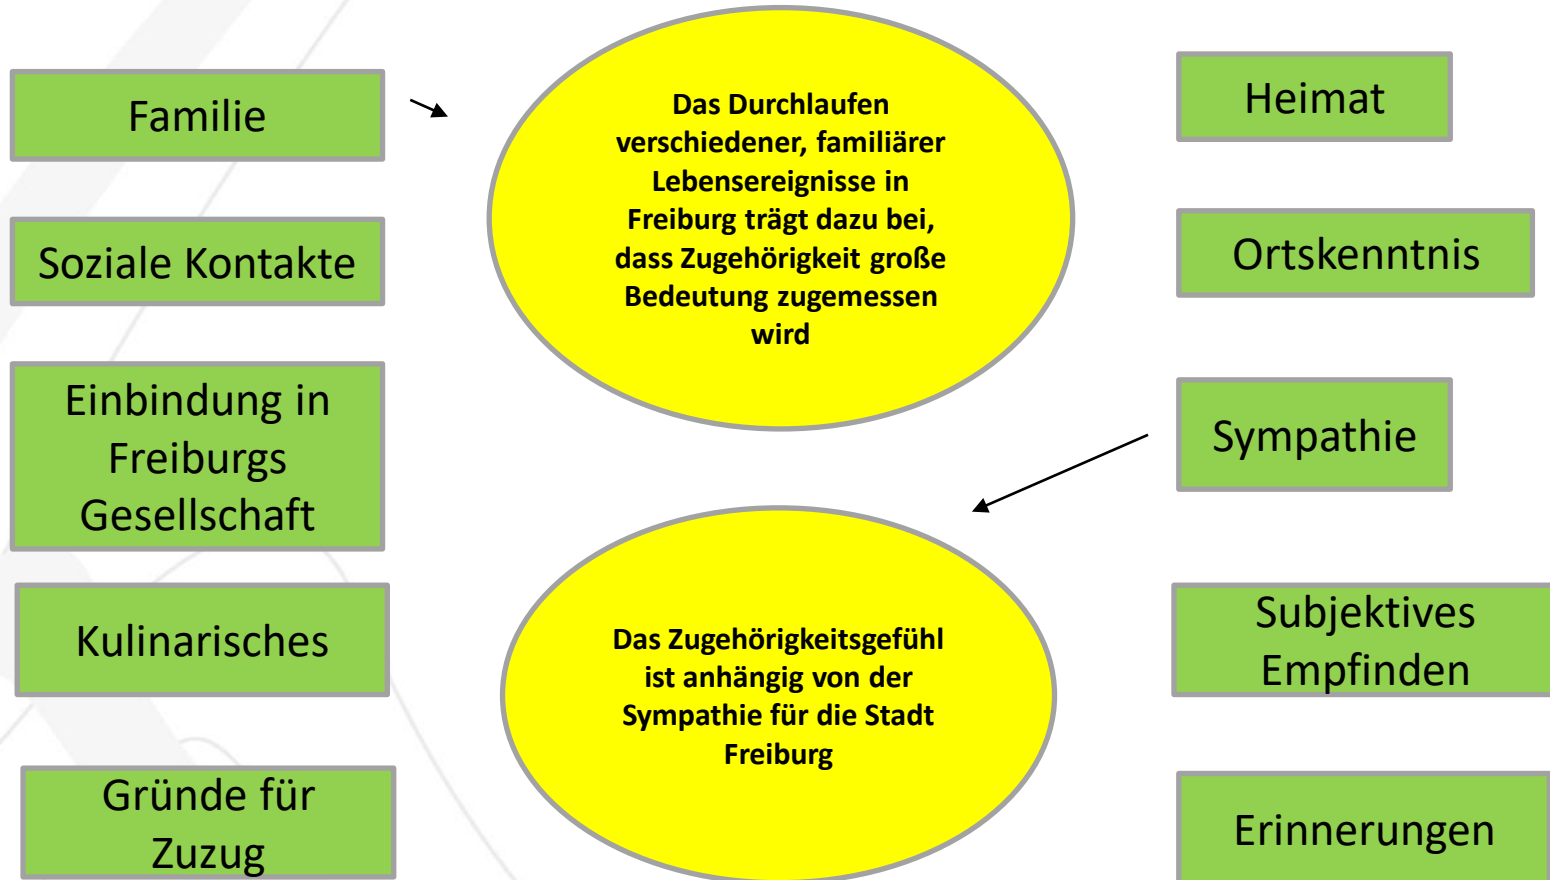 Familie
Soziale Kontakte
Einbindung in
Freiburgs
Gesellschaft
Kulinarisches
Gründe für
Zuzug
Das Durchlaufen
verschiedener, familiärer
Lebensereignisse in
Freiburg trägt dazu bei,
dass Zugehörigkeit große
Bedeutung zugemessen
wird
Das Zugehörigkeitsgefühl
ist anhängig von der
Sympathie für die Stadt
Freiburg
Heimat
Ortskenntnis
Sympathie
Subjektives
Empfinden
Erinnerungen